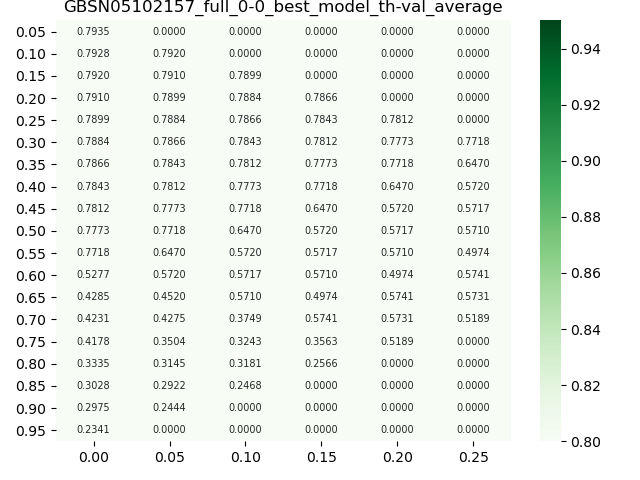 GBSN05102157_full_0-0_best_model_th-val_average
0.05 0.7935 0.0000 0.0000 0.0000 0.0000 0.0000
0.10 0.7928 0.7920 0.0000 0.0000 0.0000 0.0000
0.15 0.7920 0.7910 0.7899 0.0000 0.0000 0.0000
0.20 0.7910 0.7899 0.7884 0.7866 0.0000 0.0000
0.25 0.7899 0.7884 0.7866 0.7843 0.7812 0.0000
0.30 0.7884 0.7866 0.7843 0.7812 0.7773 0.7718
0.35 0.7866 0.7843 0.7812 0.7773 0.7718 0.6470
0.40 0.7843 0.7812 0.7773 0.7718 0.6470 0.5720
0.45 0.7812 0.7773 0.7718 0.6470 0.5720 0.5717
0.50 0.7773 0.7718 0.6470 0.5720 0.5717 0.5710
0.55 0.7718 0.6470 0.5720 0.5717 0.5710 0.4974
0.60 0.5277 0.5720 0.5717 0.5710 0.4974 0.5741
0.65 0.4285 0.4520 0.5710 0.4974 0.5741 0.5731
0.70 0.4231 0.4275 0.3749 0.5741 0.5731 0.5189
0.75 0.4178 0.3504 0.3243 0.3563 0.5189 0.0000
0.80 0.3335 0.3145 0.3181 0.2566 0.0000 0.0000
0.85 0.3028 0.2922 0.2468 0.0000 0.0000 0.0000
0.90 0.2975 0.2444 0.0000 0.0000 0.0000 0.0000
0.95 0.2341 0.0000 0.0000 0.0000 0.0000 0.0000
0.00 0.05 0.10 0.15 0.20 0.25
0.94
0.92
0.90
0.88
0.86
0.84
0.82
0.80